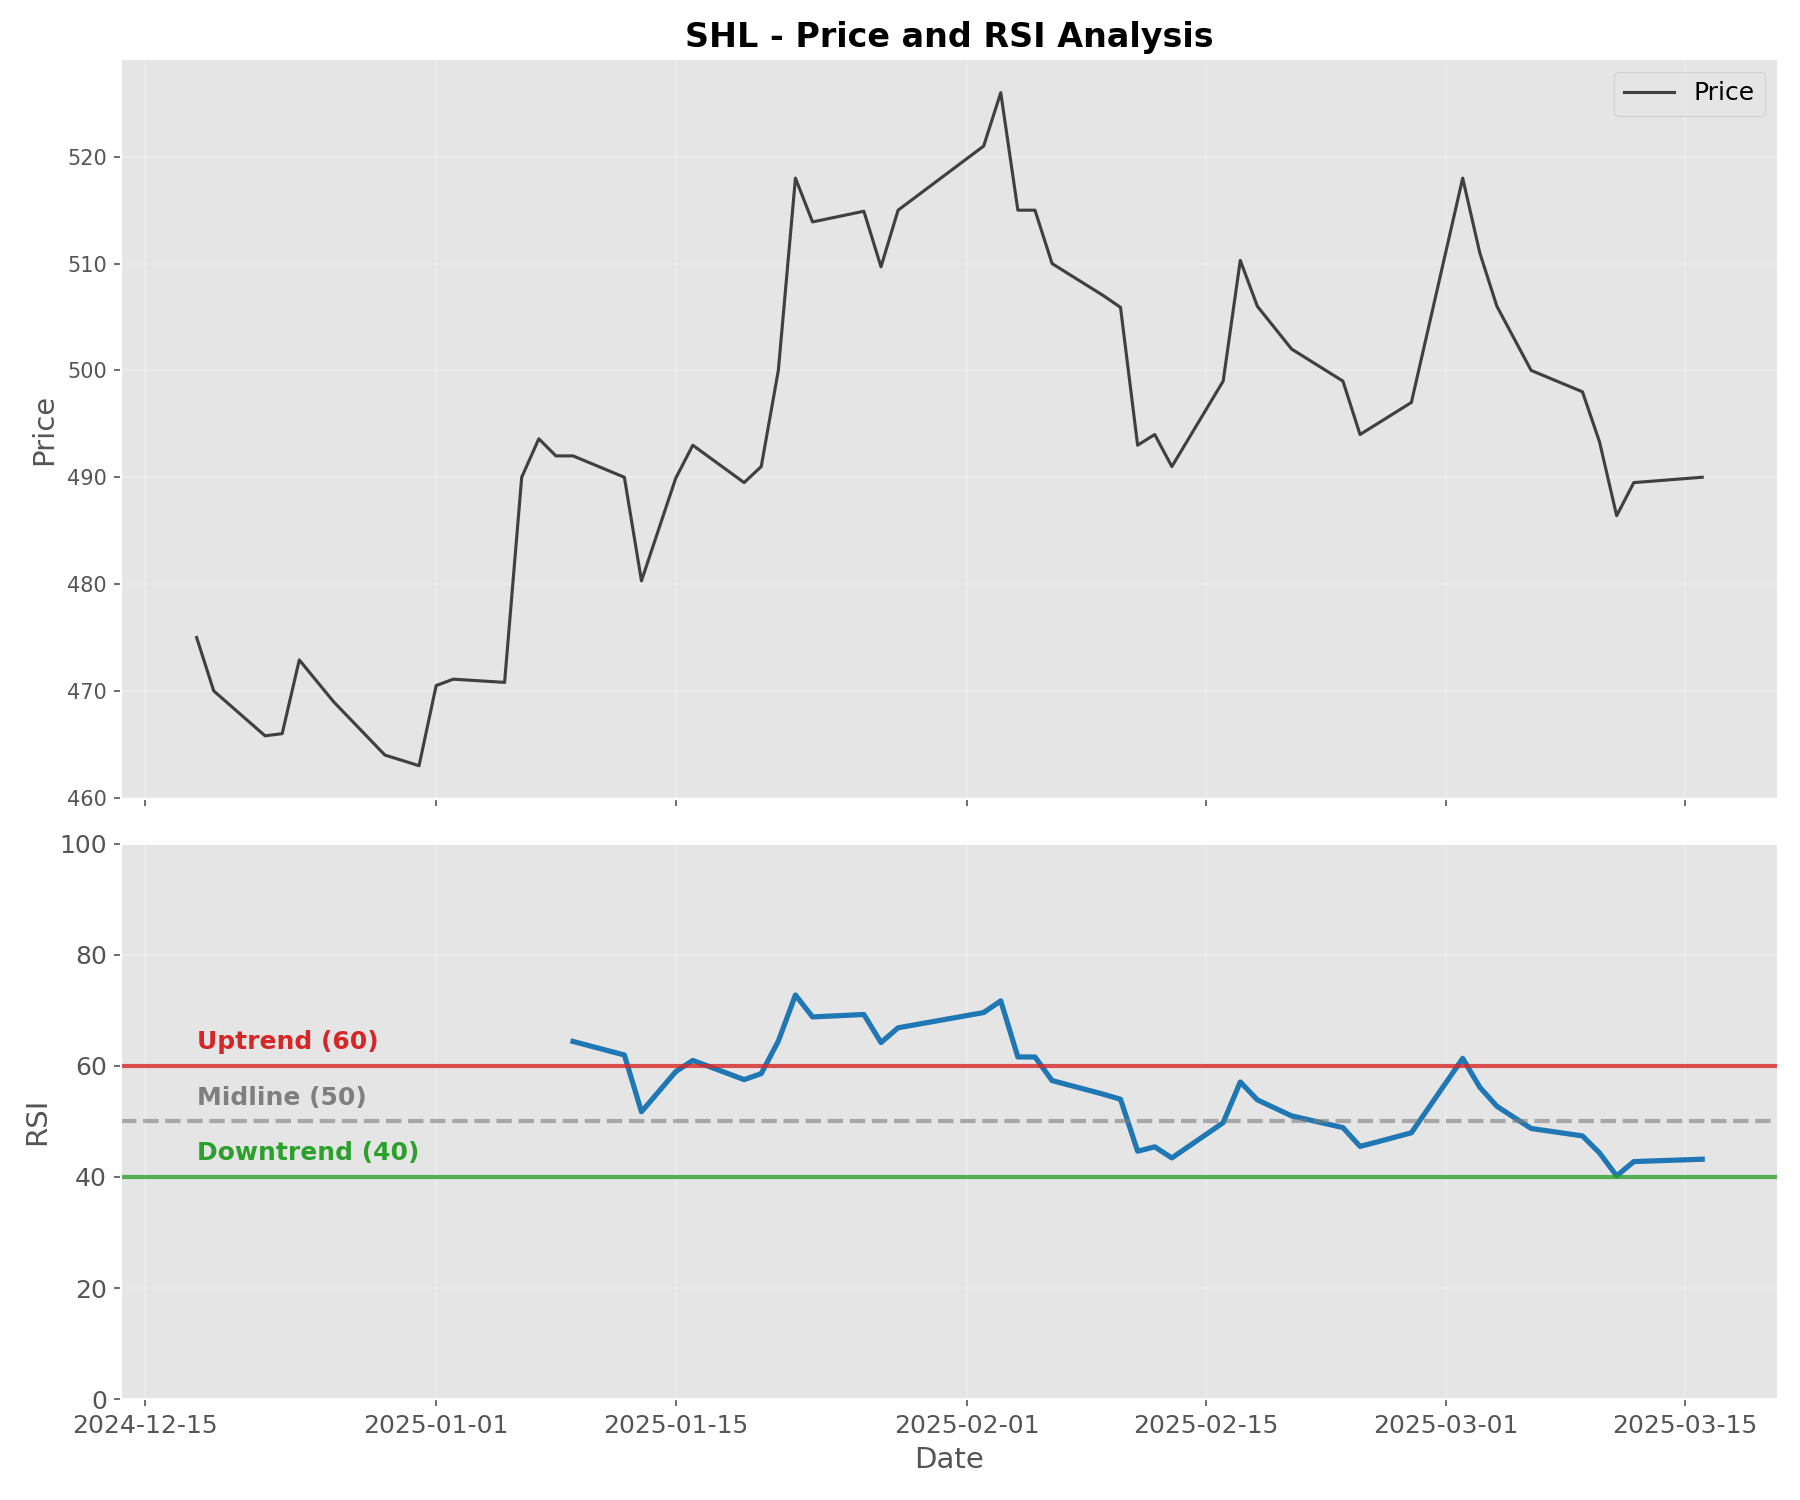 SHL - Price and RSI Analysis
Price
520
510
500
490
480
470
460
Price
100
80
60
40
20
0
RSI
Uptrend (60)
Midline (50)
Downtrend (40)
2024-12-15
2025-01-01
2025-01-15
2025-02-01
2025-02-15
2025-03-01
2025-03-15
Date